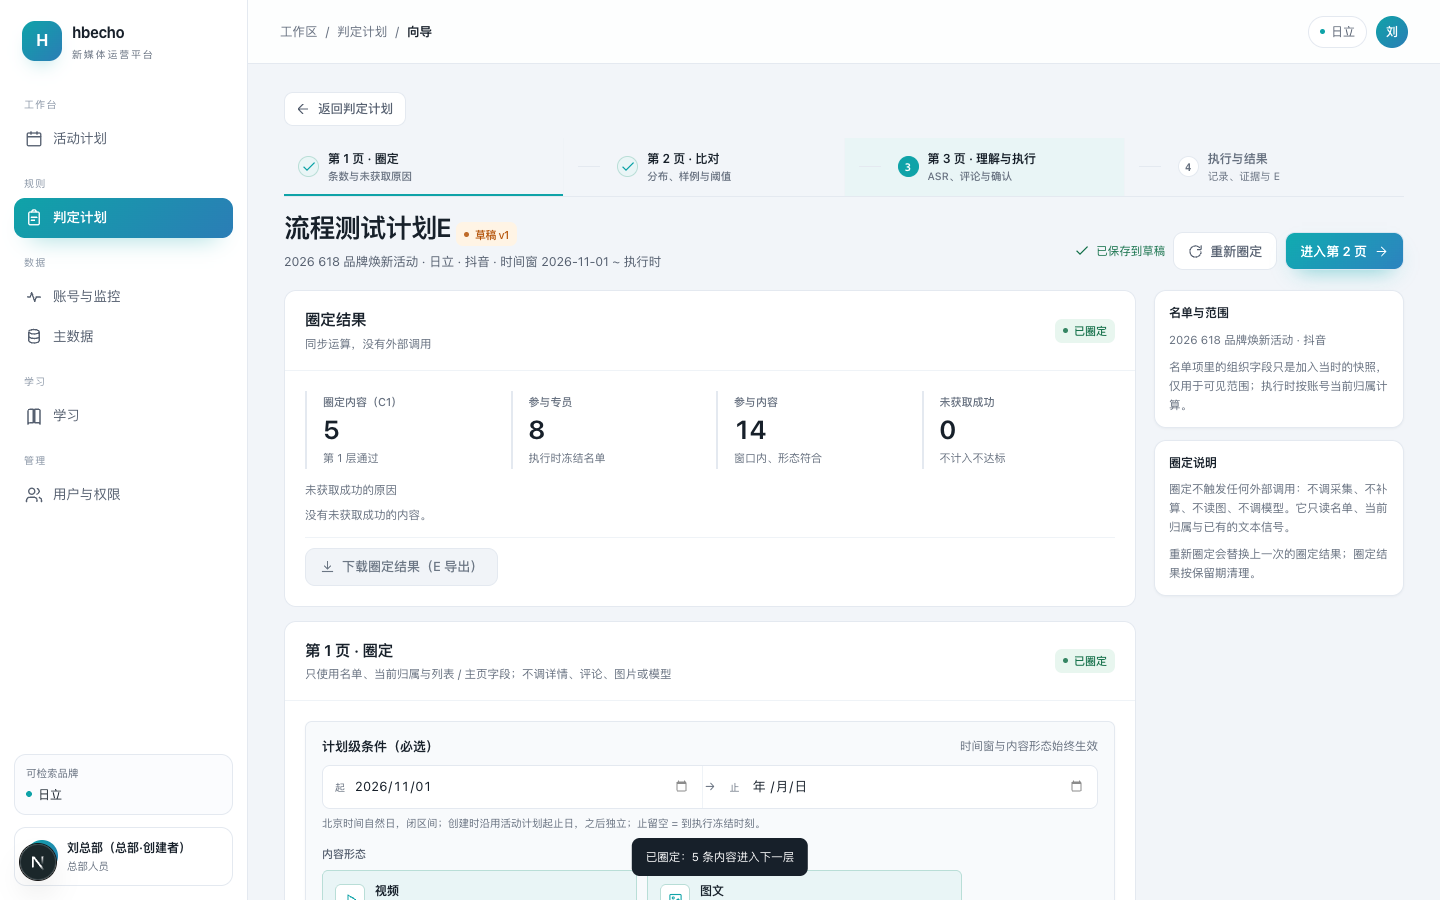 H
hbecho
新媒体运营平台
工作台
活动计划
规则
判定计划
数据
账号与监控
主数据
学习
学习
管理
用户与权限
可检索品牌
日立
N
刘总部（总部·创建者）
总部人员
工作区 / 判定计划 / 向导
日立
刘
返回判定计划
第 1 页 · 圈定
条数与未获取原因
第 2 页 · 比对
分布、样例与阈值
3
第 3 页 · 理解与执行
ASR、评论与确认
4
执行与结果
记录、证据与 E
流程测试计划E
草稿 v1
2026 618 品牌焕新活动 · 日立 · 抖音 · 时间窗 2026-11-01 ~ 执行时
已保存到草稿
重新圈定
进入第 2 页
圈定结果
同步运算，没有外部调用
已圈定
圈定内容（C1）
5
第 1 层通过
参与专员
8
执行时冻结名单
参与内容
14
窗口内、形态符合
未获取成功
0
不计入不达标
未获取成功的原因
没有未获取成功的内容。
下载圈定结果（E 导出）
名单与范围
2026 618 品牌焕新活动 · 抖音
名单项里的组织字段只是加入当时的快照，
仅用于可见范围；执行时按账号当前归属计
算。
圈定说明
圈定不触发任何外部调用：不调采集、不补
算、不读图、不调模型。它只读名单、当前
归属与已有的文本信号。
重新圈定会替换上一次的圈定结果；圈定结
果按保留期清理。
第 1 页 · 圈定
只使用名单、当前归属与列表 / 主页字段；不调详情、评论、图片或模型
已圈定
计划级条件（必选）
时间窗与内容形态始终生效
起 2026/11/01
止 年 /月/日
北京时间自然日，闭区间；创建时沿用活动计划起止日，之后独立；止留空 = 到执行冻结时刻。
内容形态
已圈定：5 条内容进入下一层
视频
图文